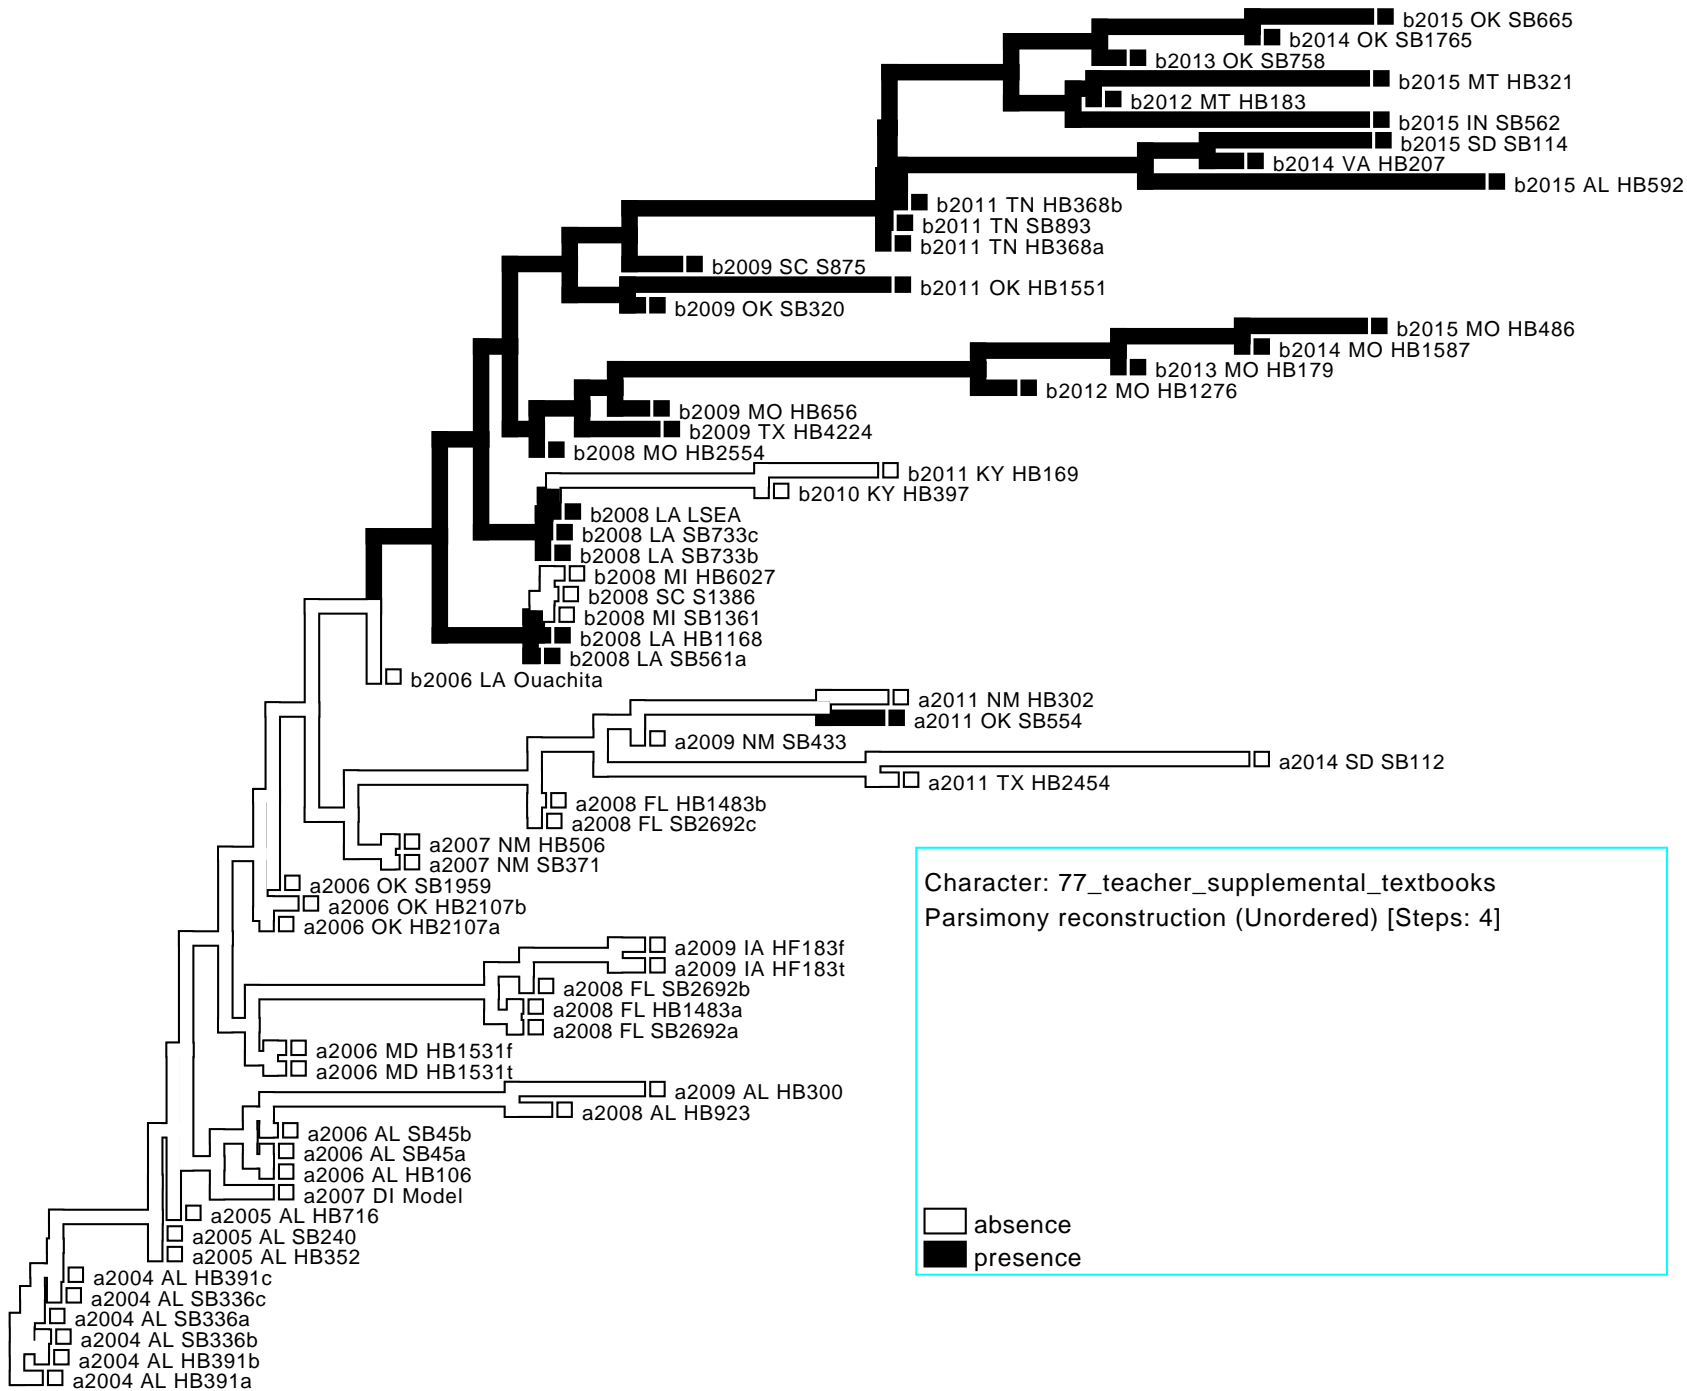 b2015 OK SB665
b2014 OK SB1765
b2013 OK SB758
b2015 MT HB321
b2012 MT HB183
b2015 IN SB562
b2015 SD SB114
b2014 VA HB207
b2015 AL HB592
b2011 TN HB368b
b2011 TN SB893
b2011 TN HB368a
b2009 SC S875
b2011 OK HB1551
b2009 OK SB320
b2015 MO HB486
b2014 MO HB1587
b2013 MO HB179
b2012 MO HB1276
b2009 MO HB656
b2009 TX HB4224
b2008 MO HB2554
b2011 KY HB169
b2010 KY HB397
b2008 LA LSEA
b2008 LA SB733c
b2008 LA SB733b
b2008 MI HB6027
b2008 SC S1386
b2008 MI SB1361
b2008 LA HB1168
b2008 LA SB561a
b2006 LA Ouachita
a2011 NM HB302
a2011 OK SB554
a2009 NM SB433
a2014 SD SB112
a2011 TX HB2454
a2008 FL HB1483b
a2008 FL SB2692c
a2007 NM HB506
a2007 NM SB371
a2006 OK SB1959
a2006 OK HB2107b
a2006 OK HB2107a
a2009 IA HF183f
a2009 IA HF183t
a2008 FL SB2692b
a2008 FL HB1483a
a2008 FL SB2692a
a2006 MD HB1531f
a2006 MD HB1531t
a2009 AL HB300
a2008 AL HB923
a2006 AL SB45b
a2006 AL SB45a
a2006 AL HB106
a2007 DI Model
a2005 AL HB716
a2005 AL SB240
a2005 AL HB352
a2004 AL HB391c
a2004 AL SB336c
a2004 AL SB336a
a2004 AL SB336b
a2004 AL HB391b
a2004 AL HB391a
Character: 77_teacher_supplemental_textbooks
Parsimony reconstruction (Unordered) [Steps: 4]
absence
presence